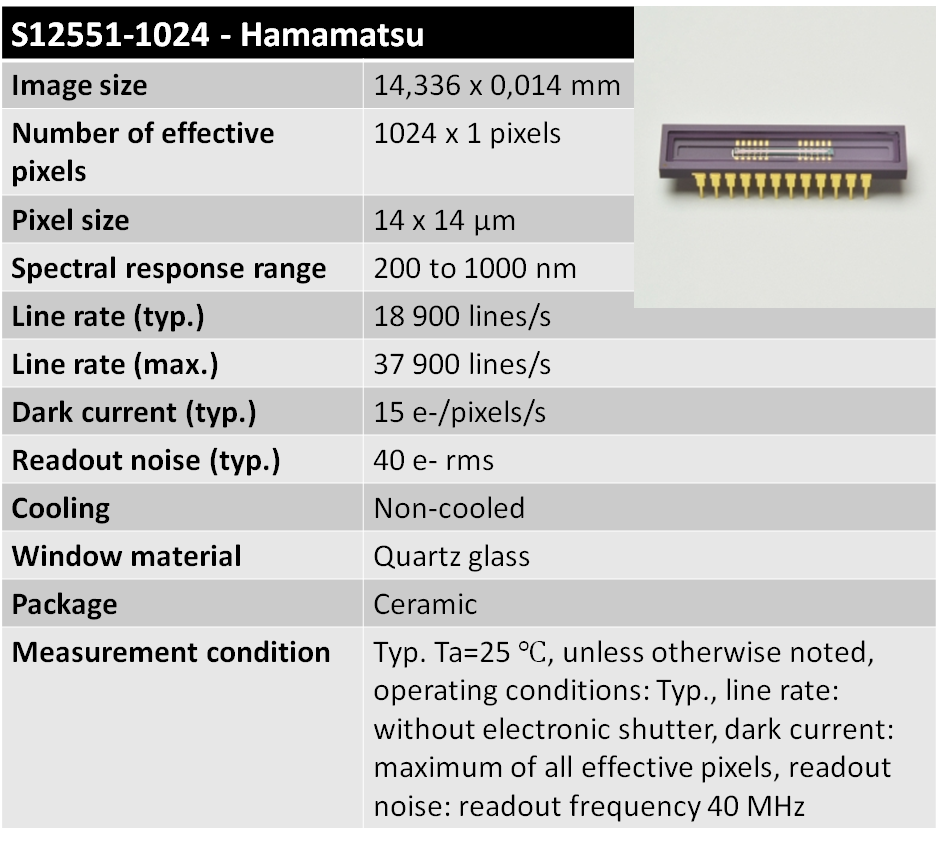 S12551-1024 - Hamamatsu
Image size 14,336 x 0,014 mm
Number of effective 1024 x 1 pixels
pixels
Pixel size 14 x 14 µm
Spectral response range 200 to 1000 nm
Line rate (typ.) 18 900 lines/s
Line rate (max.) 37 900 lines/s
Dark current (typ.) 15 e-/pixels/s
Readout noise (typ.) 40 e- rms
Cooling Non-cooled
Window material Quartz glass
Package Ceramic
Measurement condition Typ. Ta=25 ℃, unless otherwise noted,
operating conditions: Typ., line rate:
without electronic shutter, dark current:
maximum of all effective pixels, readout
noise: readout frequency 40 MHz